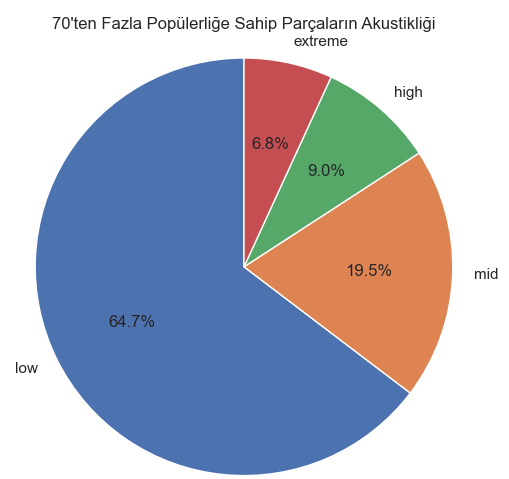 70'ten Fazla Popülerliğe Sahip Parçaların Akustikliği
extreme
high
6.8%
9.0%
19.5%
mid
64.7%
low